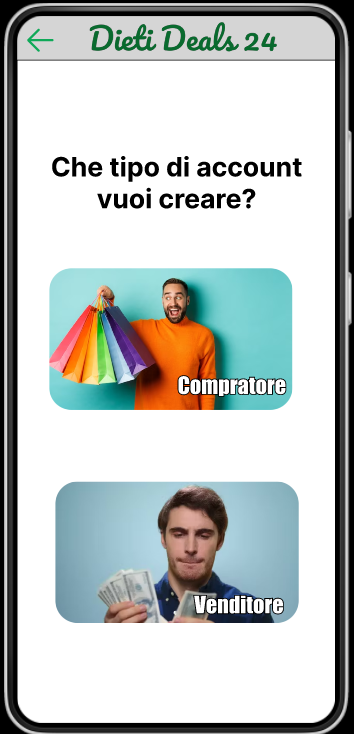 Dieti Deals 24
Che tipo di account
vuoi creare?
Compratore
Venditore